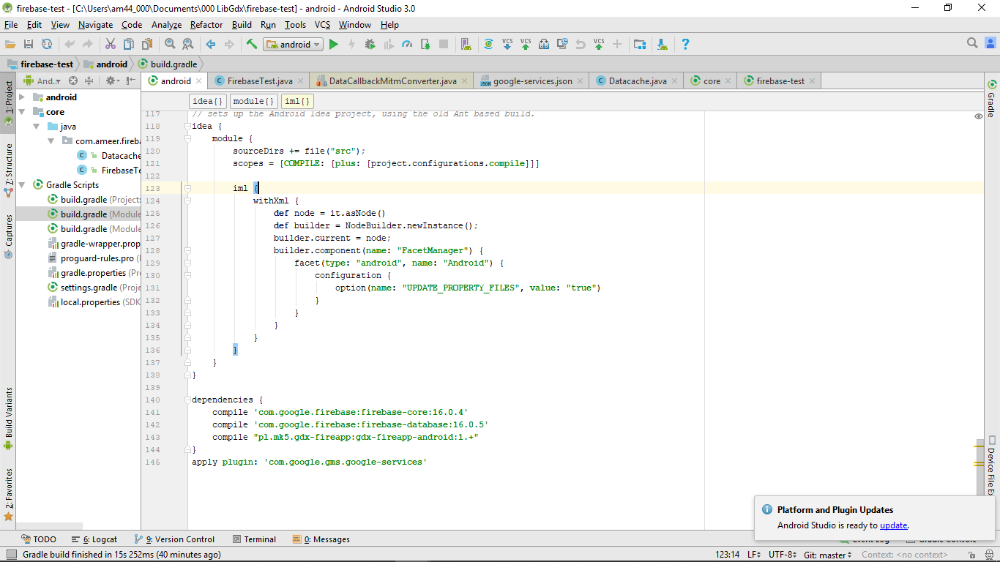 firebase-test - [C:\Users\am44_000\Documents\000 LibGdx\firebase-test] - android - Android Studio 3.0
File Edit View Navigate Code Analyze Refactor Build Run Tools VCS Window Help
android
VCS VCS VCS
firebase-test android build.gradle
1: Project
7: Structure
Captures
Build Variants
2: Favorites
And..
android
core
java
com.ameer.fireba
Datacache
FirebaseTe
Gradle Scripts
build.gradle (Project:
build.gradle (Module
build.gradle (Module
gradle-wrapper.prop
proguard-rules.pro (
gradle.properties (Pro
settings.gradle (Proje
local.properties (SDK
android FirebaseTest.java DataCallbackMitmConverter.java google-services.json Datacache.java core firebase-test
idea{} module{} iml{}
117 // sets up the Android Idea project, using the old Ant based build.
118 idea {
119 module {
120 sourceDirs += file("src");
121 scopes = [COMPILE: [plus: [project.configurations.compile]]]
122
123 iml {
124 withXml {
125 def node = it.asNode()
126 def builder = NodeBuilder.newInstance();
127 builder.current = node;
128 builder.component(name: "FacetManager") {
129 facet(type: "android", name: "Android") {
130 configuration {
131 option(name: "UPDATE_PROPERTY_FILES", value: "true")
132 }
133 }
134 }
135 }
136 }
137 }
138 }
139
140 dependencies {
141 compile 'com.google.firebase:firebase-core:16.0.4'
142 compile 'com.google.firebase:firebase-database:16.0.5'
143 compile "pl.mk5.gdx-fireapp:gdx-fireapp-android:1.+"
144 }
145 apply plugin: 'com.google.gms.google-services'
Gradle
Device File Ex
Platform and Plugin Updates
Android Studio is ready to update.
TODO 6: Logcat 9: Version Control Terminal 0: Messages Event Log Gradle Console
Gradle build finished in 15s 252ms (40 minutes ago) 123:14 LF UTF-8 Git: master Context: <no context>